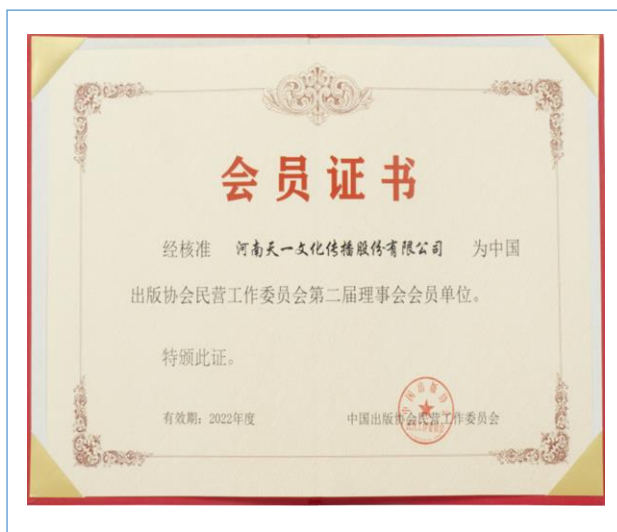 会员证书
经核准 河南天一文化传播股份有限公司 为中国
出版协会民营工作委员会第二届理事会会员单位。
特颁此证。
有效期：2022年度 中国出版协会民营工作委员会